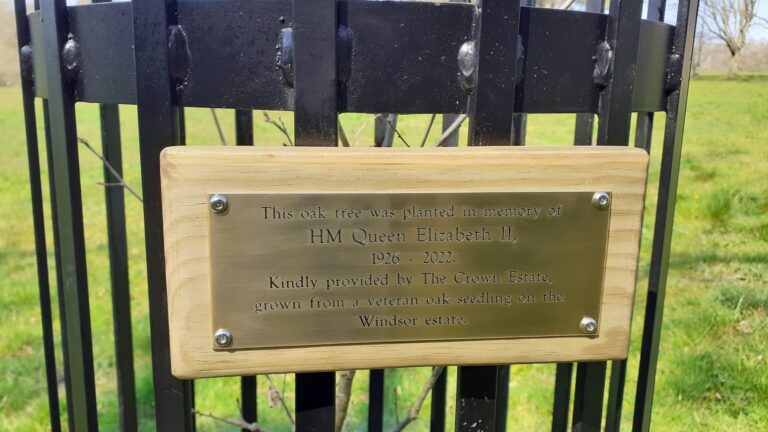 This oak tree was planted in memory of
HM Queen Elizabeth II,
1926 - 2022.
Kindly provided by The Crown Estate,
grown from a veteran oak seedling on the
Windsor estate.